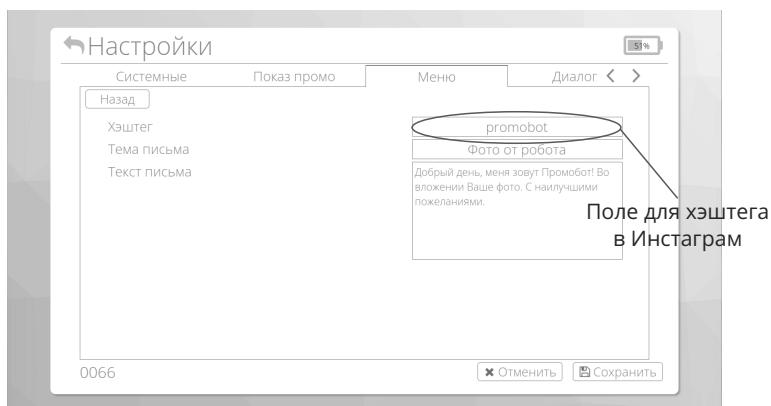 Настройки
51%
Системные Показ промо Меню Диалог
Назад
Хэштег promobot
Тема письма Фото от робота
Текст письма Добрый день, меня зовут Промобот! Во
вложении Ваше фото. С наилучшими
пожеланиями.
Поле для хэштега
в Инстаграм
0066 Отменить Сохранить